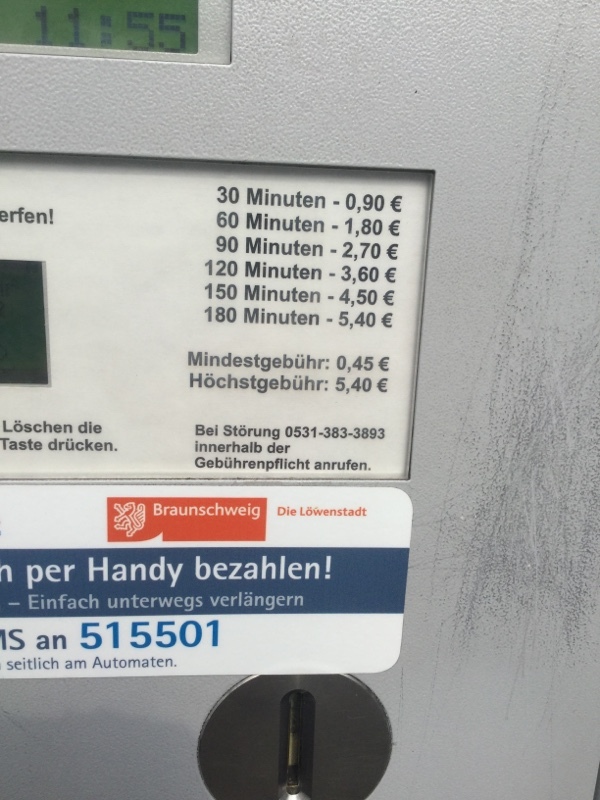 11:55
erfen!
30 Minuten - 0,90 €
60 Minuten - 1,80 €
90 Minuten - 2,70 €
120 Minuten - 3,60 €
150 Minuten - 4,50 €
180 Minuten - 5,40 €
Mindestgebühr: 0,45 €
Höchstgebühr: 5,40 €
Löschen die
Taste drücken.
Bei Störung 0531-383-3893
innerhalb der
Gebührenpflicht anrufen.
Braunschweig Die Löwenstadt
h per Handy bezahlen!
– Einfach unterwegs verlängern
MS an 515501
seitlich am Automaten.